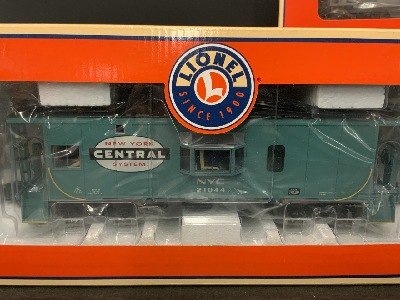 LIONEL
L
SINCE 1900
NEW YORK
CENTRAL
SYSTEM
NYC
21044